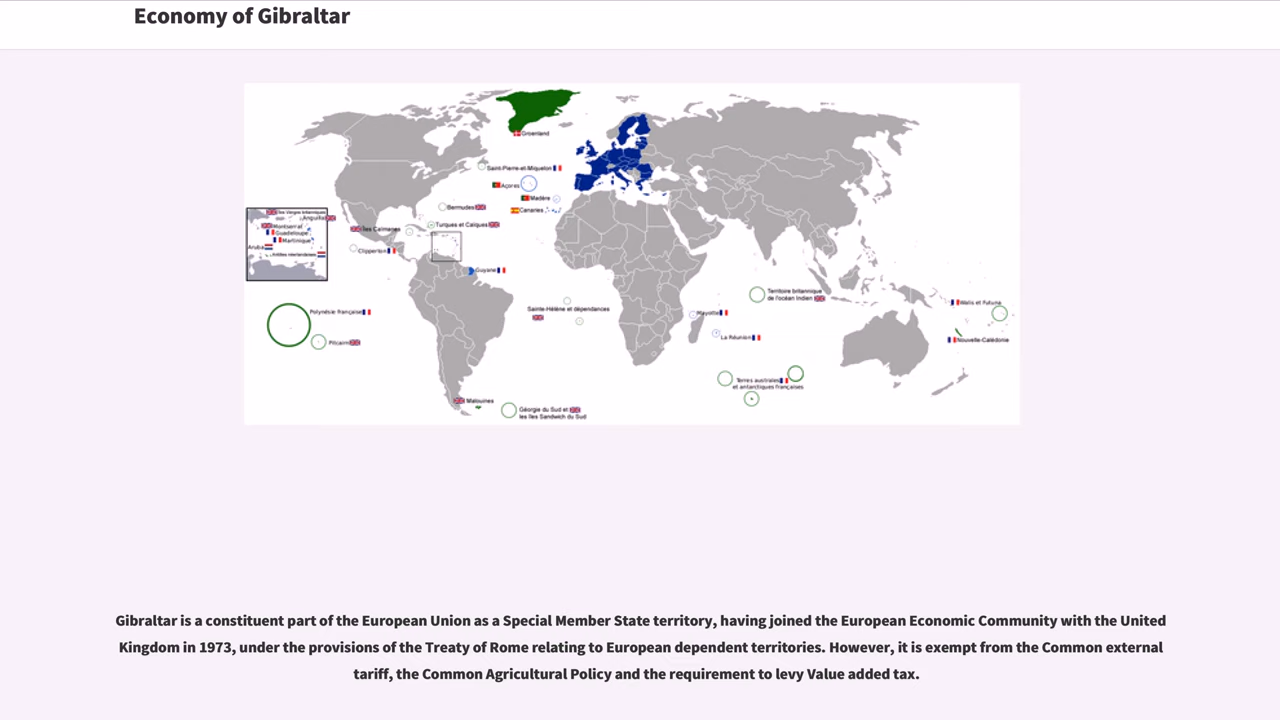 Economy of Gibraltar
Groenland
Saint-Pierre-et-Miquelon
Açores
Madère
Canaries
Bermudes
Turques et Caïques
Îles Caïmanes
Clipperton
Guyane
Îles Vierges britanniques
Anguilla
Montserrat
Guadeloupe
Martinique
Aruba
Antilles néerlandaises
Polynésie française
Pitcairn
Sainte-Hélène et dépendances
Mayotte
La Réunion
Territoire britannique
de l'océan Indien
Wallis et Futuna
Nouvelle-Calédonie
Terres australes
et antarctiques françaises
Malouines
Géorgie du Sud et
les îles Sandwich du Sud
Gibraltar is a constituent part of the European Union as a Special Member State territory, having joined the European Economic Community with the United
Kingdom in 1973, under the provisions of the Treaty of Rome relating to European dependent territories. However, it is exempt from the Common external
tariff, the Common Agricultural Policy and the requirement to levy Value added tax.